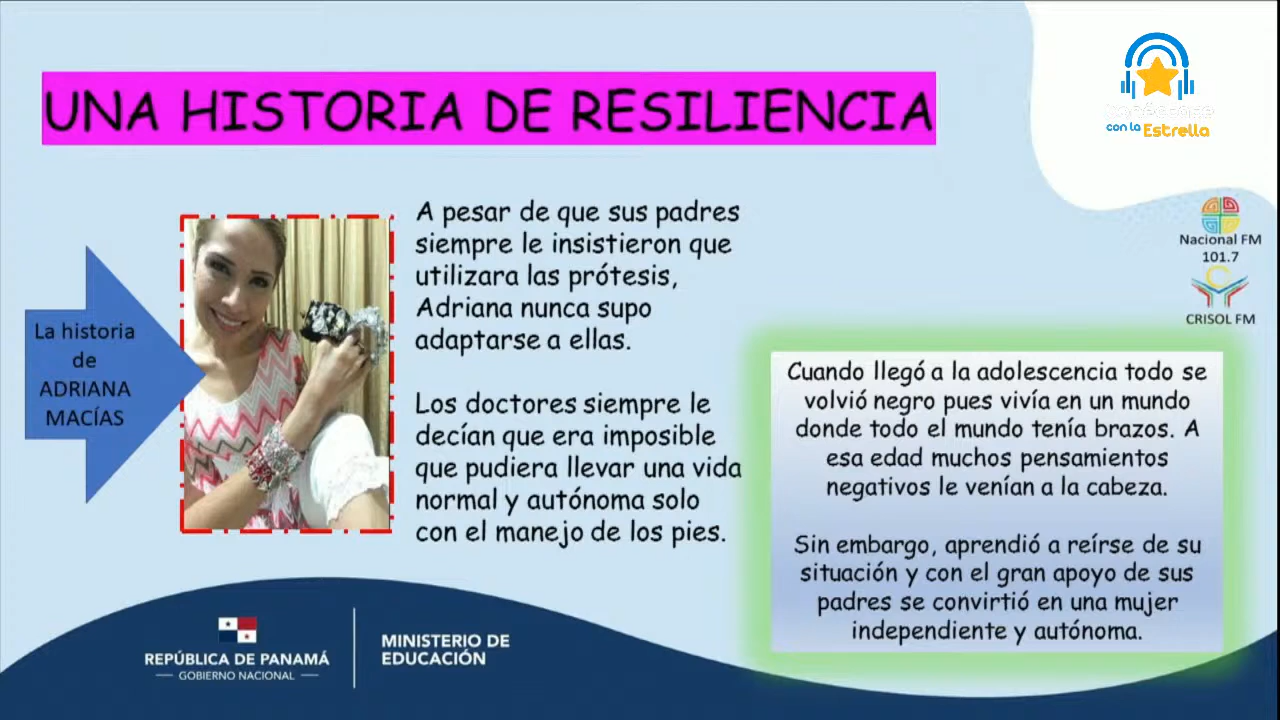 UNA HISTORIA DE RESILIENCIA
con la Estrella
Nacional FM
101.7
CRISOL FM
La historia
de
ADRIANA
MACÍAS
A pesar de que sus padres
siempre le insistieron que
utilizara las prótesis,
Adriana nunca supo
adaptarse a ellas.
Los doctores siempre le
decían que era imposible
que pudiera llevar una vida
normal y autónoma solo
con el manejo de los pies.
Cuando llegó a la adolescencia todo se
volvió negro pues vivía en un mundo
donde todo el mundo tenía brazos. A
esa edad muchos pensamientos
negativos le venían a la cabeza.
Sin embargo, aprendió a reírse de su
situación y con el gran apoyo de sus
padres se convirtió en una mujer
independiente y autónoma.
REPÚBLICA DE PANAMÁ
GOBIERNO NACIONAL
MINISTERIO DE
EDUCACIÓN